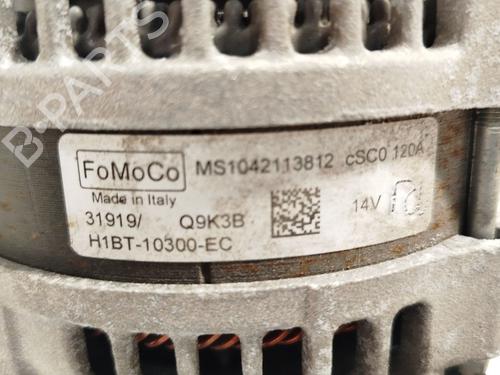 B-PARTS
FoMoCo MS1042113812 cSC0 120A
Made in Italy
31919/ Q9K3B 14V
H1BT-10300-EC